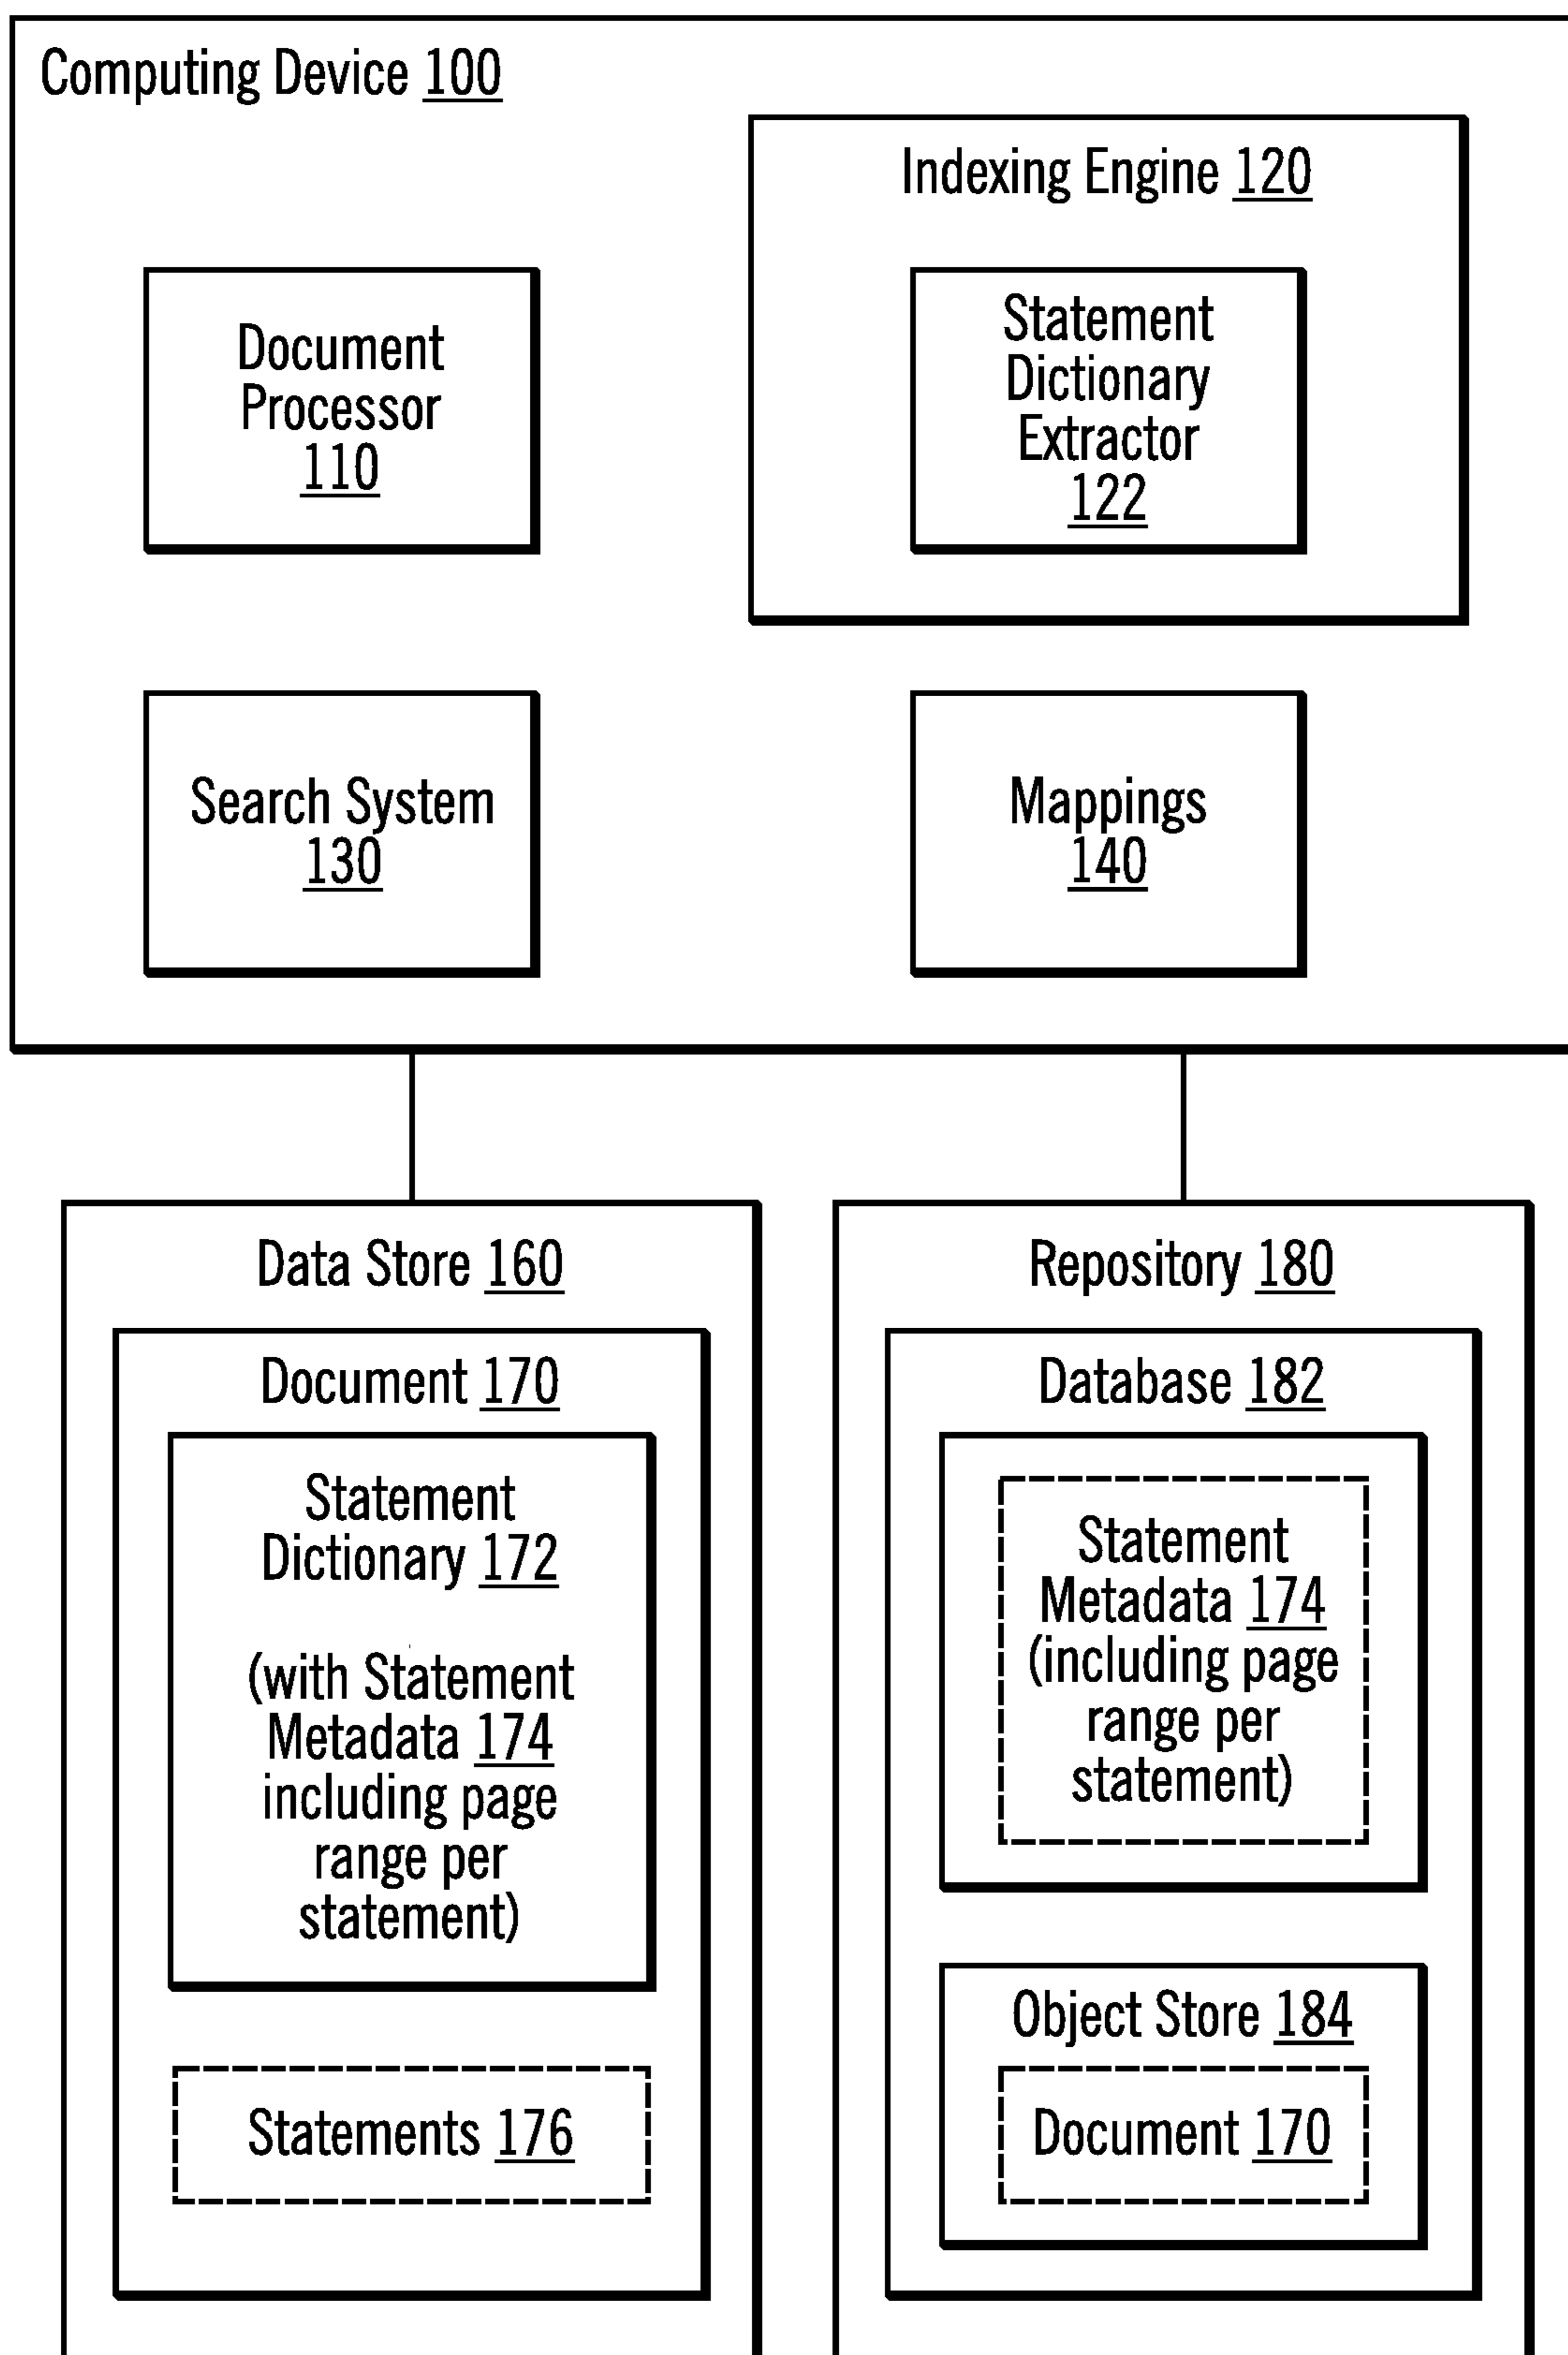 Computing Device 100
Indexing Engine 120
Document
Processor
110
Statement
Dictionary
Extractor
122
Search System
130
Mappings
140
Data Store 160
Document 170
Statement
Dictionary 172
(with Statement
Metadata 174
including page
range per
statement)
Statements 176
Repository 180
Database 182
Statement
Metadata 174
(including page
range per
statement)
Object Store 184
Document 170